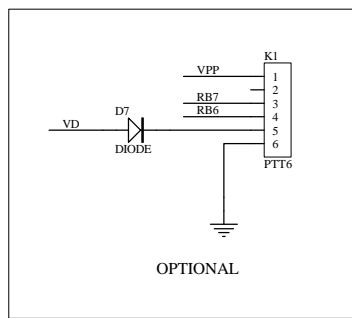 K1
VPP 1
2
RB7 3
RB6 4
D7
VD 5
DIODE 6
PTT6
OPTIONAL